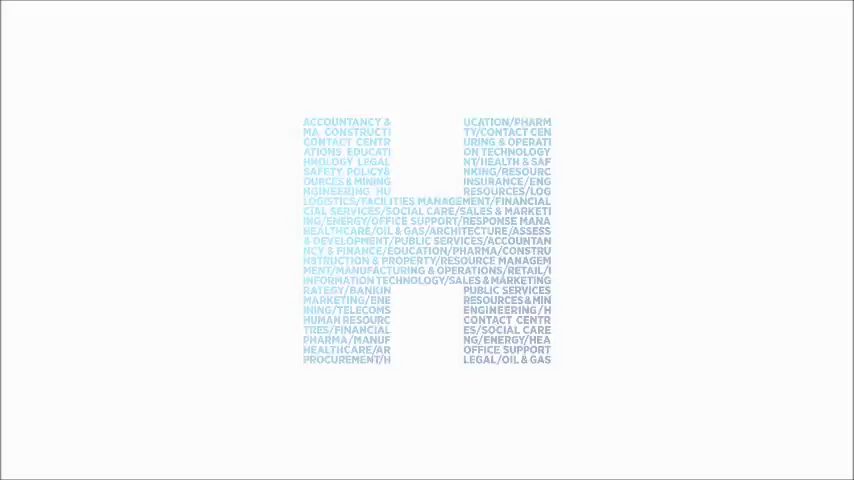 ACCOUNTANCY & UCATION/PHARM
MA CONSTRUCTI TY/CONTACT CEN
CONTACT CENTR URING & OPERATI
ATIONS EDUCATI ON TECHNOLOGY
HNOLOGY LEGAL NT/HEALTH & SAF
SAFETY POLICY& NKING/RESOURC
OURCES & MINING INSURANCE/ENG
NGINEERING HU RESOURCES/LOG
LOGISTICS/FACILITIES MANAGEMENT/FINANCIAL
CIAL SERVICES/SOCIAL CARE/SALES & MARKETI
ING/ENERGY/OFFICE SUPPORT/RESPONSE MANA
HEALTHCARE/OIL & GAS/ARCHITECTURE/ASSESS
& DEVELOPMENT/PUBLIC SERVICES/ACCOUNTAN
NCY & FINANCE/EDUCATION/PHARMA/CONSTRU
NSTRUCTION & PROPERTY/RESOURCE MANAGEM
MENT/MANUFACTURING & OPERATIONS/RETAIL/I
INFORMATION TECHNOLOGY/SALES & MARKETING
RATEGY/BANKIN PUBLIC SERVICES
MARKETING/ENE RESOURCES & MIN
INING/TELECOMS ENGINEERING/H
HUMAN RESOURC CONTACT CENTR
TRES/FINANCIAL ES/SOCIAL CARE
PHARMA/MANUF NG/ENERGY/HEA
HEALTHCARE/AR OFFICE SUPPORT
PROCUREMENT/H LEGAL/OIL & GAS